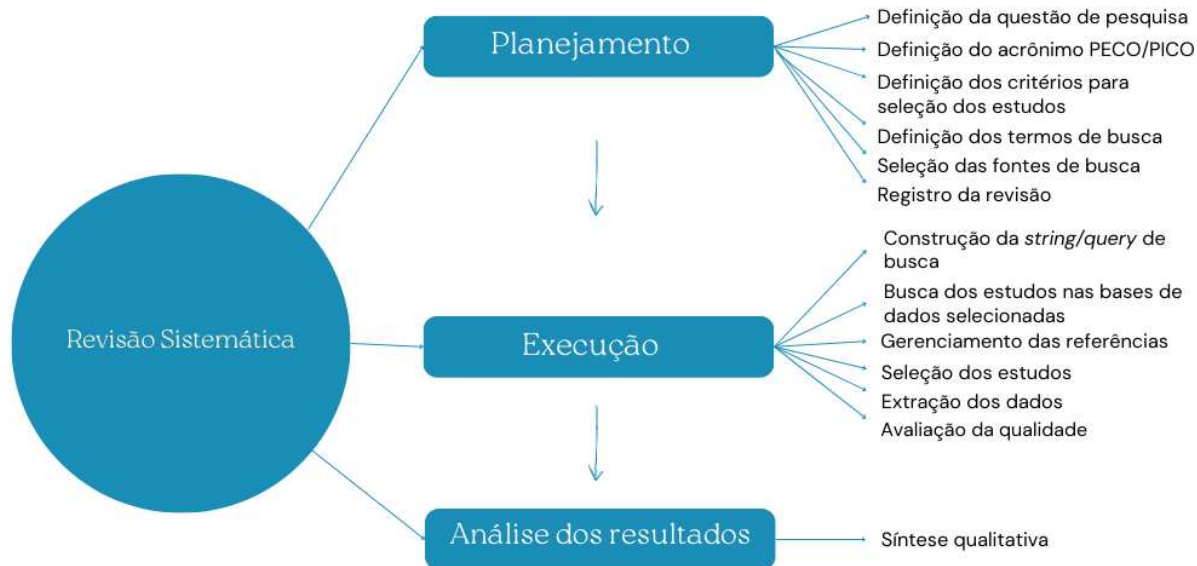 Revisão Sistemática
Planejamento
Definição da questão de pesquisa
Definição do acrônimo PECO/PICO
Definição dos critérios para
seleção dos estudos
Definição dos termos de busca
Seleção das fontes de busca
Registro da revisão
Execução
Construção da string/query de
busca
Busca dos estudos nas bases de
dados selecionadas
Gerenciamento das referências
Seleção dos estudos
Extração dos dados
Avaliação da qualidade
Análise dos resultados
Síntese qualitativa